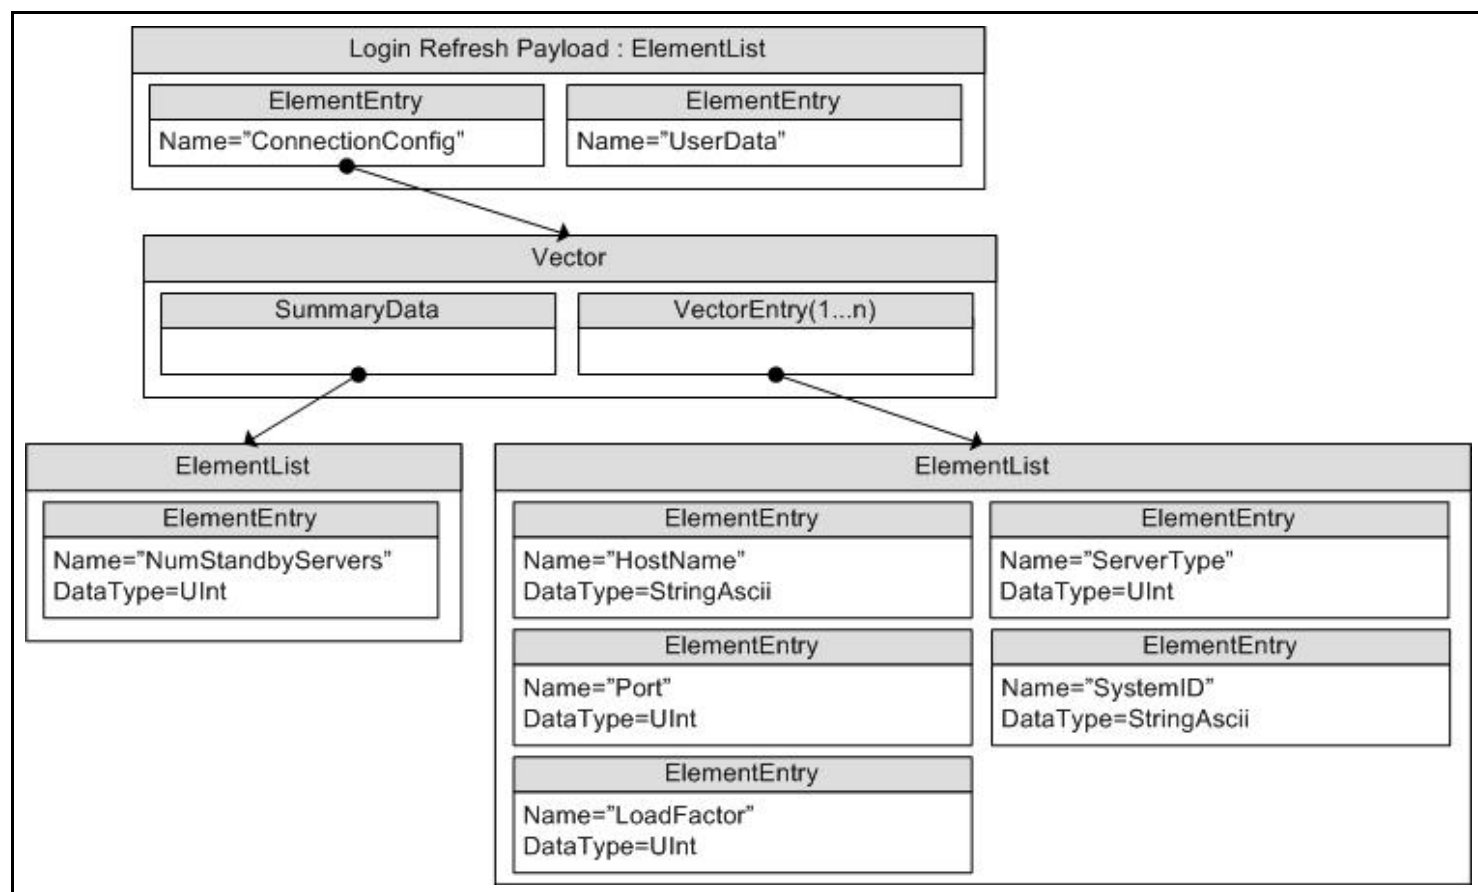 Login Refresh Payload : ElementList
ElementEntry
Name=”ConnectionConfig”
ElementEntry
Name=”UserData”
Vector
SummaryData
VectorEntry(1...n)
ElementList
ElementEntry
Name=”NumStandbyServers”
DataType=UInt
ElementList
ElementEntry
Name=”HostName”
DataType=StringAscii
ElementEntry
Name=”ServerType”
DataType=UInt
ElementEntry
Name=”Port”
DataType=UInt
ElementEntry
Name=”SystemID”
DataType=StringAscii
ElementEntry
Name=”LoadFactor”
DataType=UInt